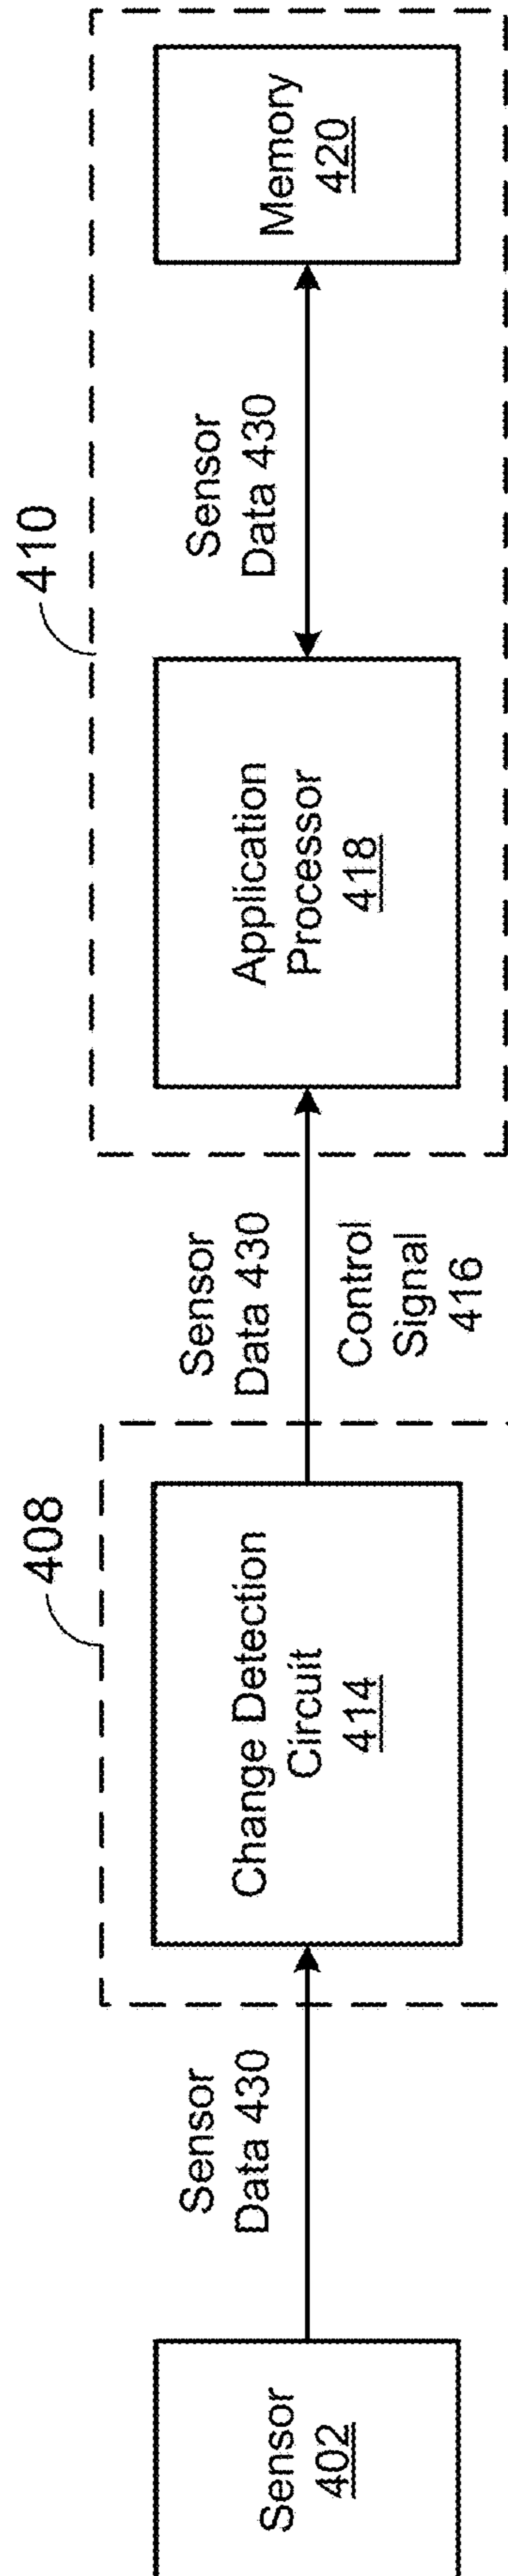 408
410
Sensor
402
Sensor
Data 430
Change Detection
Circuit
414
Sensor
Data 430
Control
Signal
416
Application
Processor
418
Sensor
Data 430
Memory
420